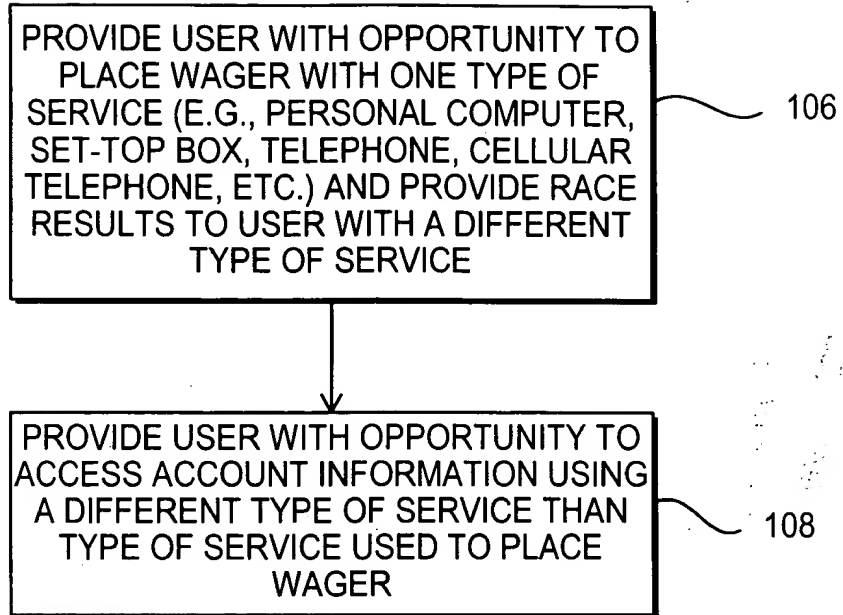 PROVIDE USER WITH OPPORTUNITY TO
PLACE WAGER WITH ONE TYPE OF
SERVICE (E.G., PERSONAL COMPUTER,
SET-TOP BOX, TELEPHONE, CELLULAR
TELEPHONE, ETC.) AND PROVIDE RACE
RESULTS TO USER WITH A DIFFERENT
TYPE OF SERVICE
106
PROVIDE USER WITH OPPORTUNITY TO
ACCESS ACCOUNT INFORMATION USING
A DIFFERENT TYPE OF SERVICE THAN
TYPE OF SERVICE USED TO PLACE
WAGER
108